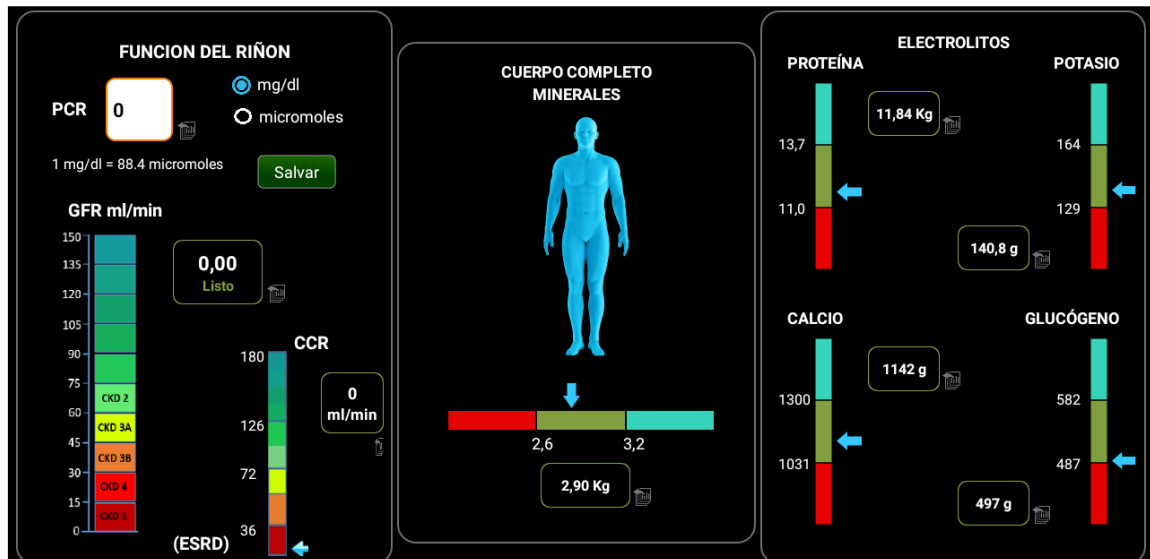 FUNCION DEL RIÑON
PCR
0
mg/dl
micromoles
1 mg/dl = 88.4 micromoles
Salvar
GFR ml/min
150
135
120
105
90
75
60
45
30
15
0
CKD 2
CKD 3A
CKD 3B
CKD 4
CKD 5
0,00
Listo
CCR
180
126
72
36
0
ml/min
(ESRD)
CUERPO COMPLETO
MINERALES
2,6
3,2
2,90 Kg
ELECTROLITOS
PROTEÍNA
POTASIO
11,84 Kg
13,7
164
11,0
129
140,8 g
CALCIO
GLUCÓGENO
1142 g
1300
582
1031
487
497 g